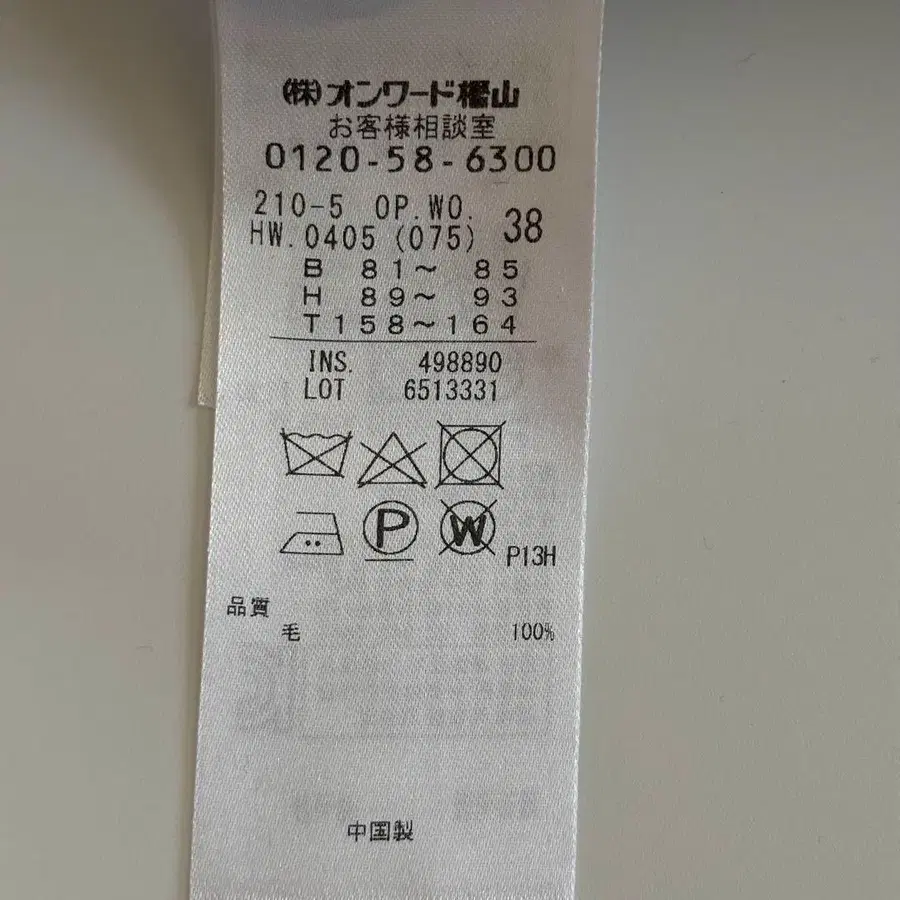 (株)オンワード樫山
お客様相談室
0120-58-6300
210-5 OP.WO.
HW.0405 (075) 38
B 81～ 85
H 89～ 93
T158～164
INS. 498890
LOT 6513331
P
W
P13H
品質
毛 100%
中国製